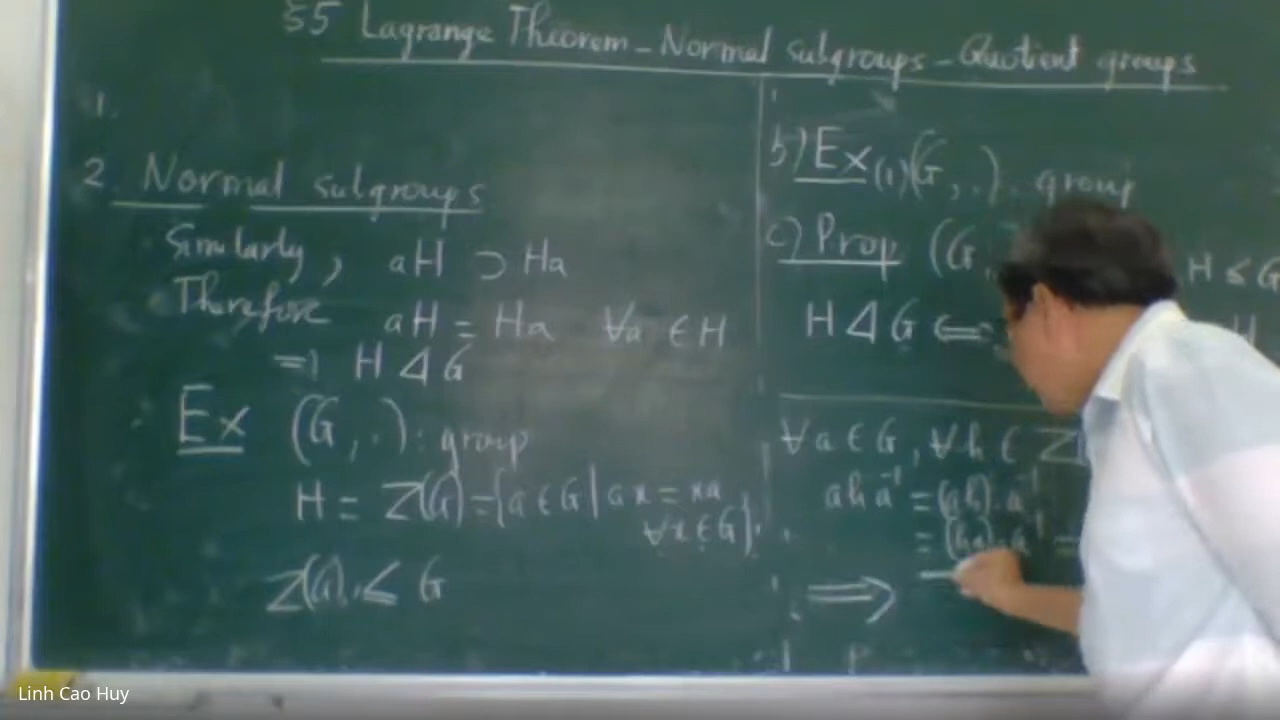 §5 Lagrange Theorem - Normal subgroups - Quotient groups
1.
2. Normal subgroups
Similarly, aH ⊃ Ha
Therefore aH = Ha ∀a ∈ H
=) H ⊲ G
Ex (G, .) : group
H = Z(G) = {a ∈ G | ax = xa
∀x ∈ G}.
Z(G) ≤ G
b) Ex (1) (G, .) group
c) Prop (G, H ≤ G
H ⊲ G ⇐
∀a ∈ G, ∀h ∈ Z
a h a⁻¹ = (ah).a⁻¹
= (ha).a⁻¹ =
⟹
Linh Cao Huy